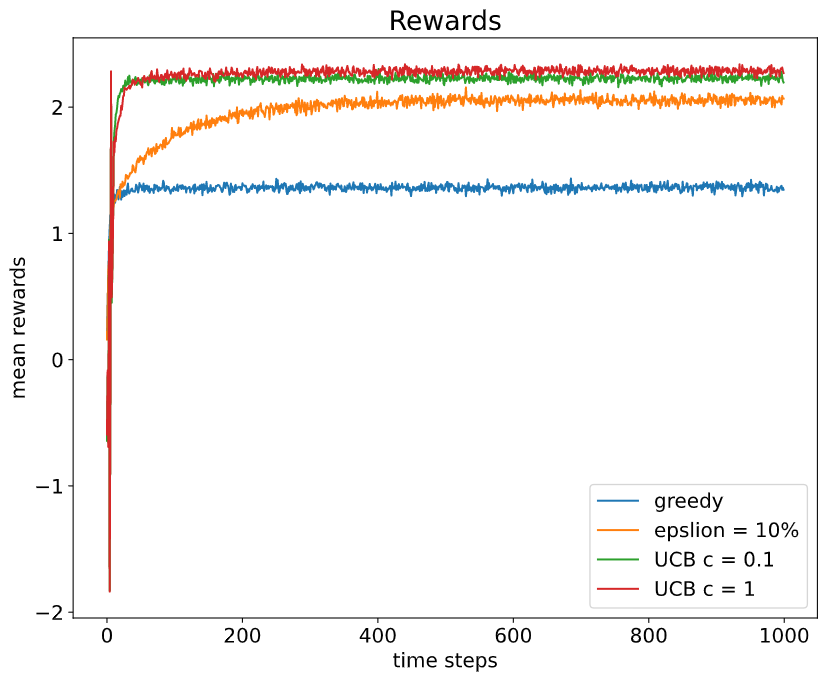 Rewards
mean rewards
2
1
0
−1
−2
0 200 400 600 800 1000
time steps
greedy
epslion = 10%
UCB c = 0.1
UCB c = 1